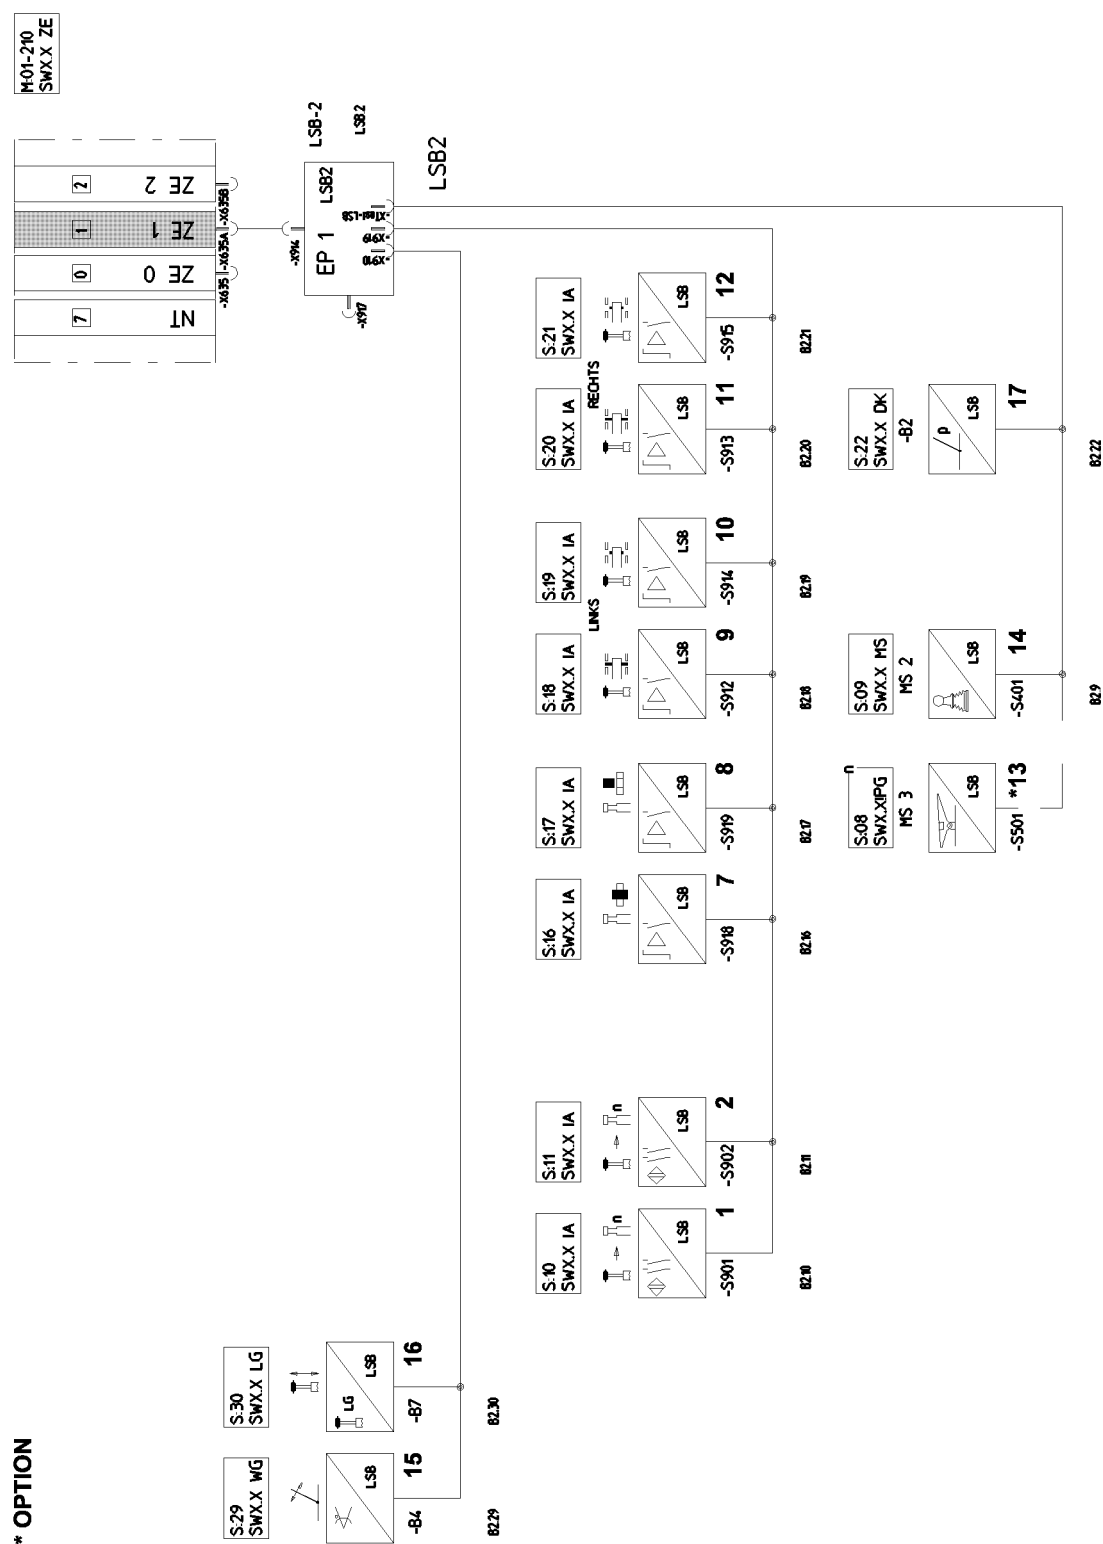 M:01-210
SWX.X ZE
2
ZE 2
1
ZE 1
0
ZE 0
7
NT
-X635B
-X635A
-X635
-X914
LSB-2
LSB2
LSB2
EP 1
LSB2
-XTest-LSB
-X919
-X918
-X917
S:21
SWX.X IA
LSB
-S915
12
B2.21
RECHTS
S:20
SWX.X IA
LSB
-S913
11
B2.20
S:19
SWX.X IA
LSB
-S914
10
B2.19
LINKS
S:18
SWX.X IA
LSB
-S912
9
B2.18
S:17
SWX.X IA
LSB
-S919
8
B2.17
S:16
SWX.X IA
LSB
-S918
7
B2.16
S:11
SWX.X IA
n
LSB
-S902
2
B2.11
S:10
SWX.X IA
n
LSB
-S901
1
B2.10
S:22
SWX.X DK
-B2
p
LSB
17
B2.22
S:09
SWX.X MS
MS 2
LSB
-S401
14
B2.9
n
S:08
SWX.X!PG
MS 3
LSB
-S501
*13
S:30
SWX.X LG
LG
LSB
-B7
16
B2.30
S:29
SWX.X WG
LSB
-B4
15
B2.29
* OPTION